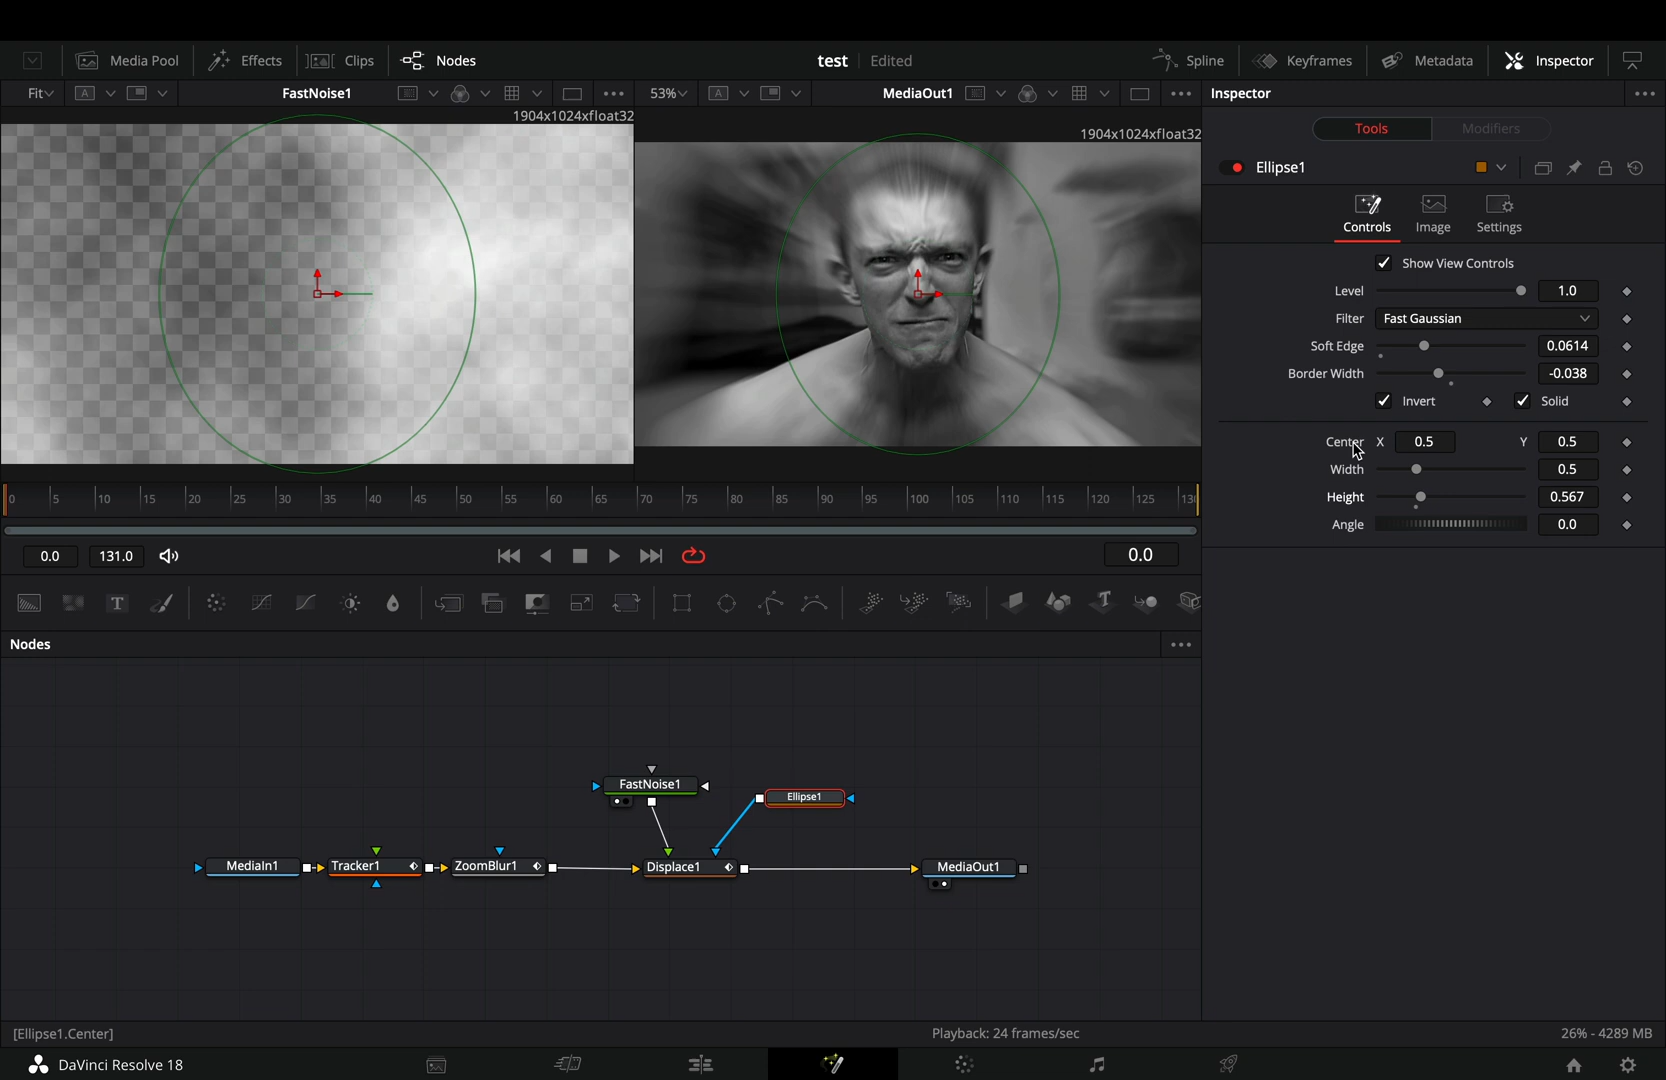 Media Pool Effects Clips Nodes test Edited Spline Keyframes Metadata Inspector
Fit A FastNoise1 53% A MediaOut1 Inspector
1904x1024xfloat32
1904x1024xfloat32
Tools Modifiers
Ellipse1
Controls Image Settings
Show View Controls
Level 1.0
Filter Fast Gaussian
Soft Edge 0.0614
Border Width -0.038
Invert Solid
Center X 0.5 Y 0.5
Width 0.5
Height 0.567
Angle 0.0
0 5 10 15 20 25 30 35 40 45 50 55 60 65 70 75 80 85 90 95 100 105 110 115 120 125
0.0 131.0 0.0
T T
Nodes
FastNoise1
Ellipse1
MediaIn1 Tracker1 ZoomBlur1 Displace1 MediaOut1
[Ellipse1.Center] Playback: 24 frames/sec 26% - 4289 MB
DaVinci Resolve 18